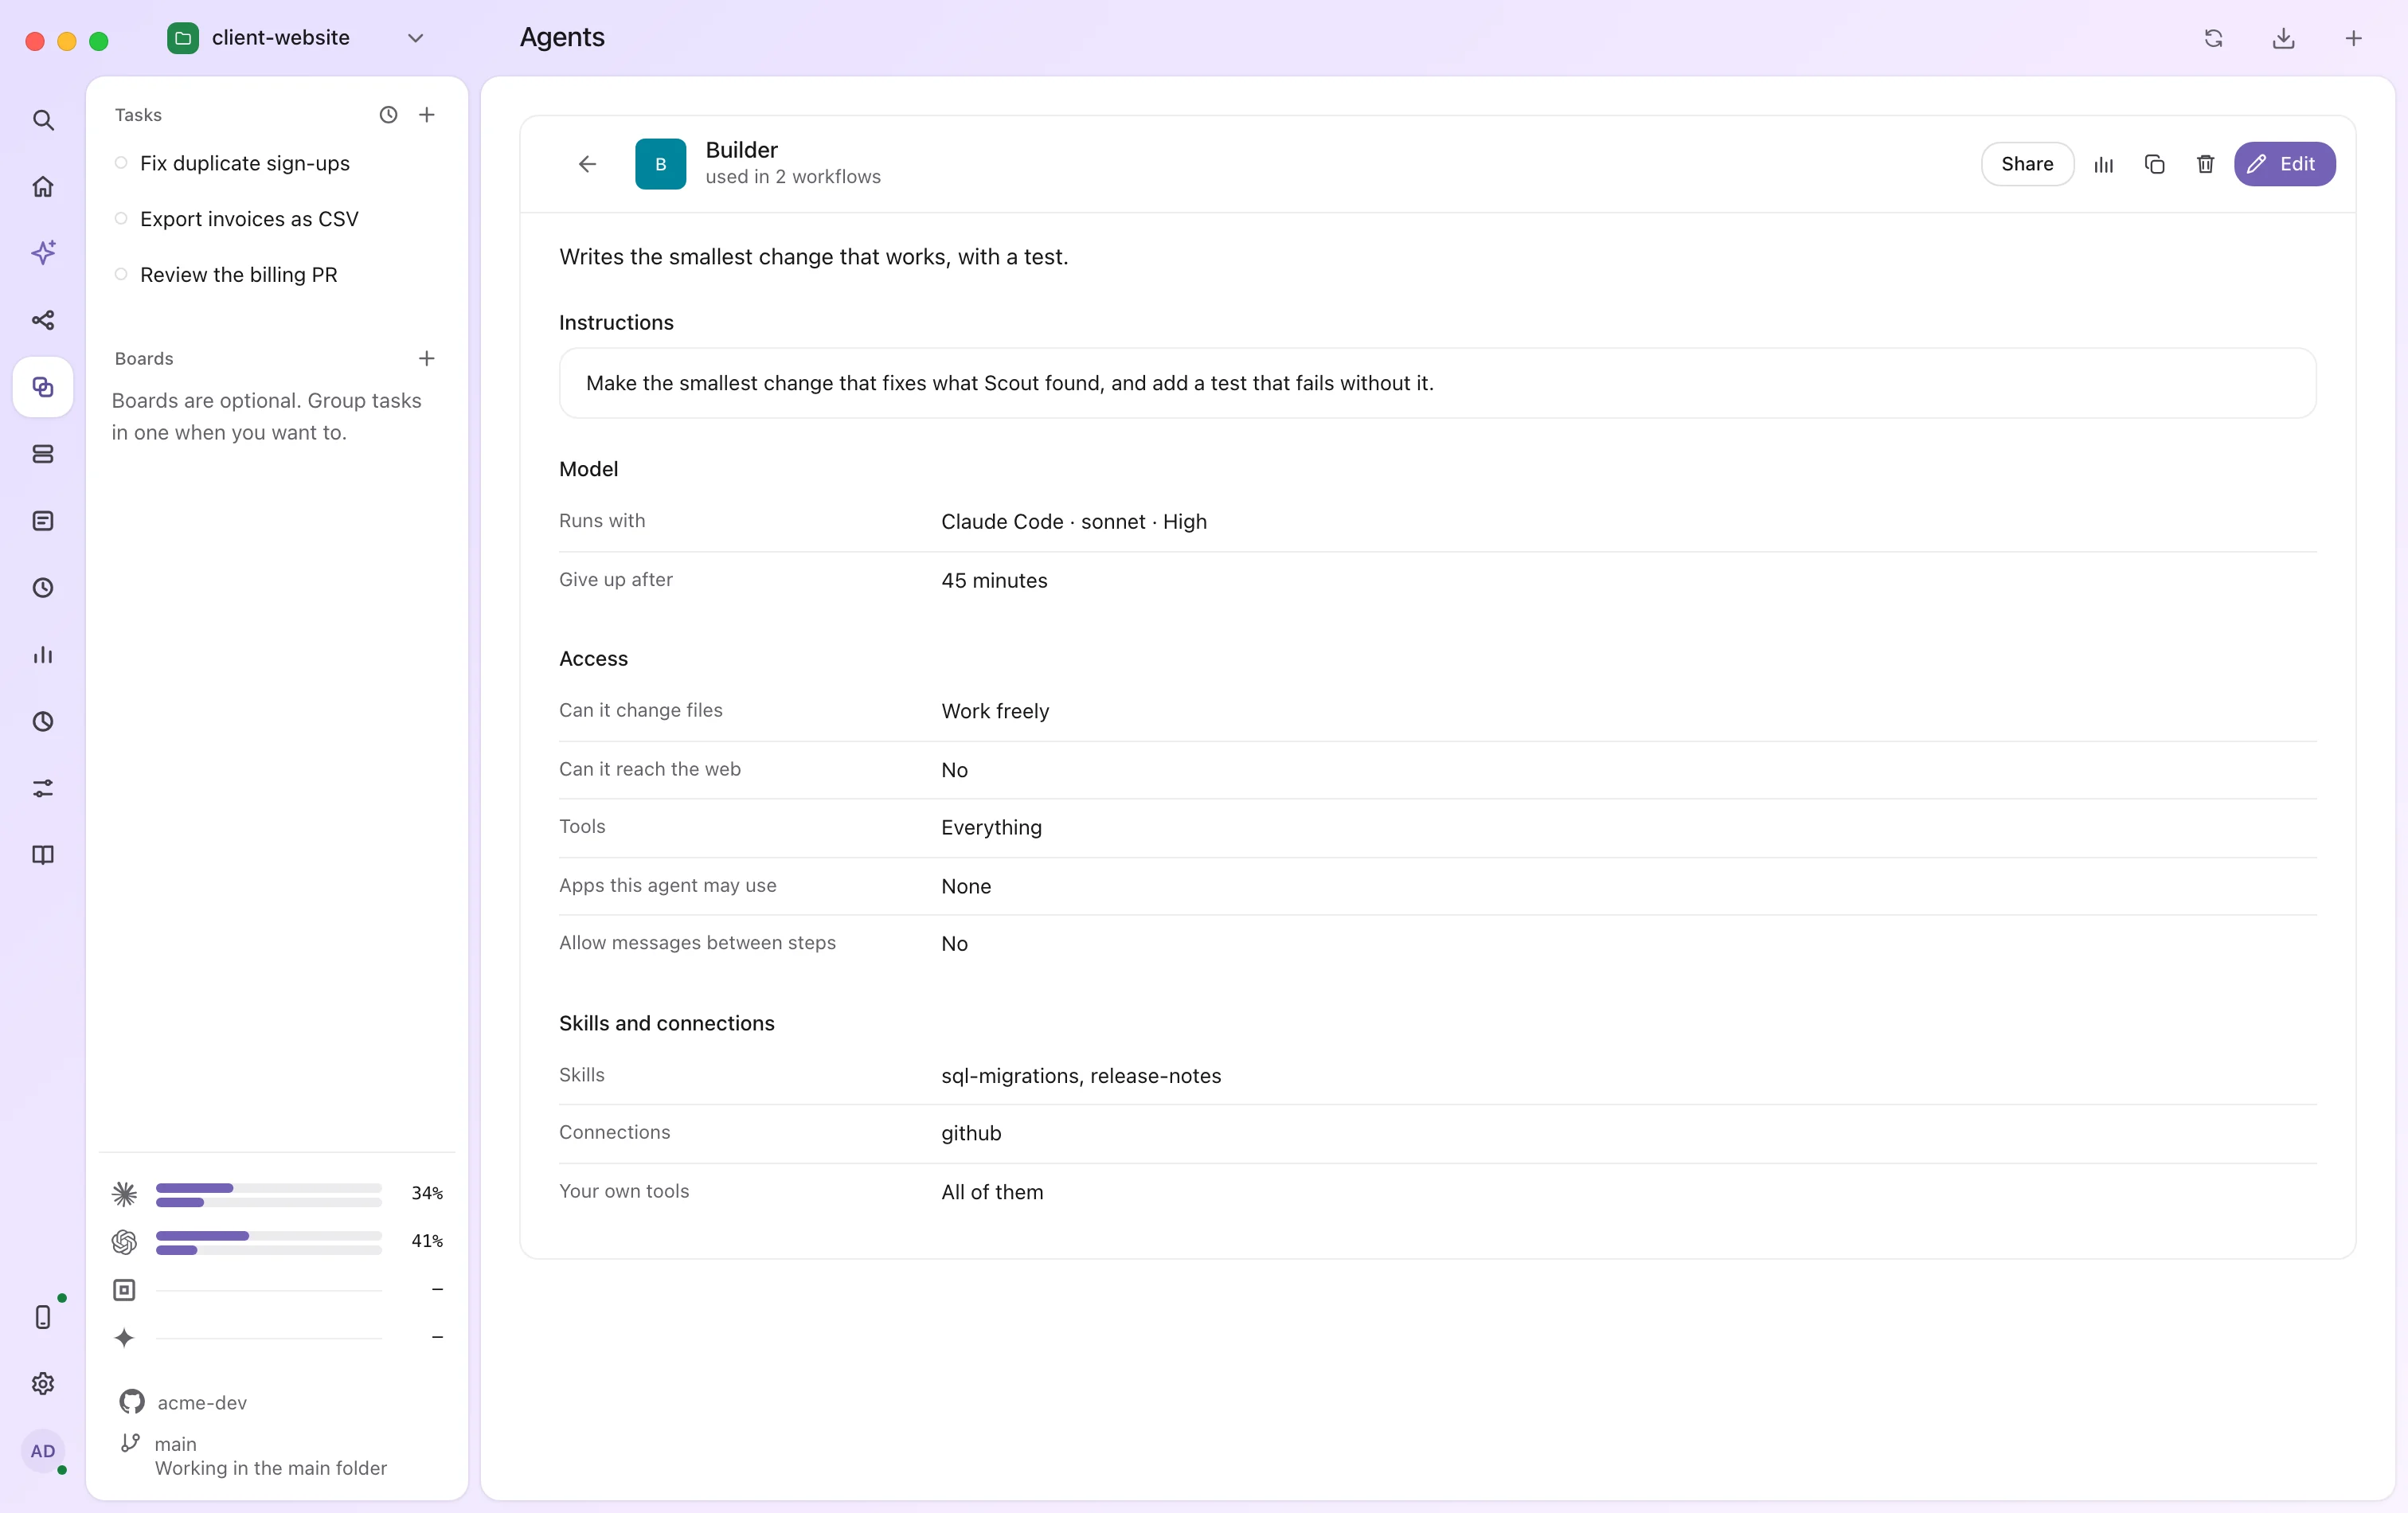 client-website
Agents
Tasks
Fix duplicate sign-ups
Export invoices as CSV
Review the billing PR
Boards
Boards are optional. Group tasks
in one when you want to.
34%
41%
–
–
acme-dev
main
Working in the main folder
AD
B
Builder
used in 2 workflows
Share
Edit
Writes the smallest change that works, with a test.
Instructions
Make the smallest change that fixes what Scout found, and add a test that fails without it.
Model
Runs with
Claude Code · sonnet · High
Give up after
45 minutes
Access
Can it change files
Work freely
Can it reach the web
No
Tools
Everything
Apps this agent may use
None
Allow messages between steps
No
Skills and connections
Skills
sql-migrations, release-notes
Connections
github
Your own tools
All of them